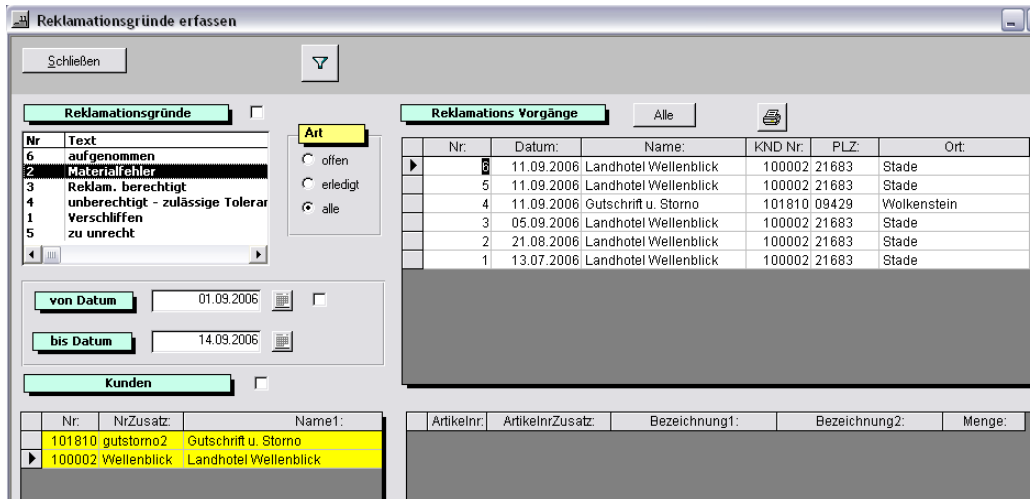 Reklamationsgründe erfassen
Schließen
Reklamationsgründe
Nr Text
6 aufgenommen
2 Materialfehler
3 Reklam. berechtigt
4 unberechtigt - zulässige Toleran
1 Verschliffen
5 zu unrecht
Art
offen
erledigt
alle
von Datum 01.09.2006
bis Datum 14.09.2006
Kunden
Nr: NrZusatz: Name1:
101810 gutstorno2 Gutschrift u. Storno
100002 Wellenblick Landhotel Wellenblick
Reklamations Vorgänge Alle
Nr: Datum: Name: KND Nr: PLZ: Ort:
6 11.09.2006 Landhotel Wellenblick 100002 21683 Stade
5 11.09.2006 Landhotel Wellenblick 100002 21683 Stade
4 11.09.2006 Gutschrift u. Storno 101810 09429 Wolkenstein
3 05.09.2006 Landhotel Wellenblick 100002 21683 Stade
2 21.08.2006 Landhotel Wellenblick 100002 21683 Stade
1 13.07.2006 Landhotel Wellenblick 100002 21683 Stade
Artikelnr: ArtikelnrZusatz: Bezeichnung1: Bezeichnung2: Menge: